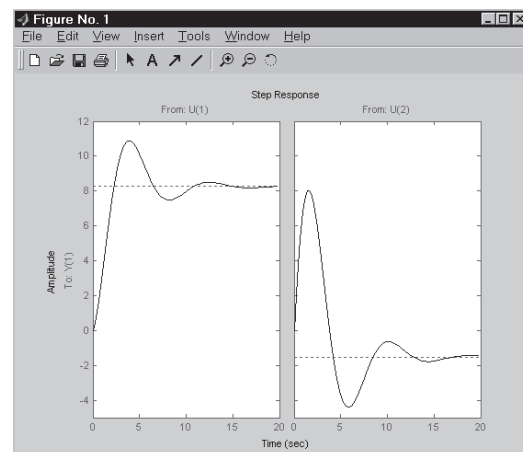 Figure No. 1
File Edit View Insert Tools Window Help
A
Step Response
From: U(1)
From: U(2)
Amplitude
To: Y(1)
12
10
8
6
4
2
0
-2
-4
0 5 10 15 20
0 5 10 15 20
Time (sec)